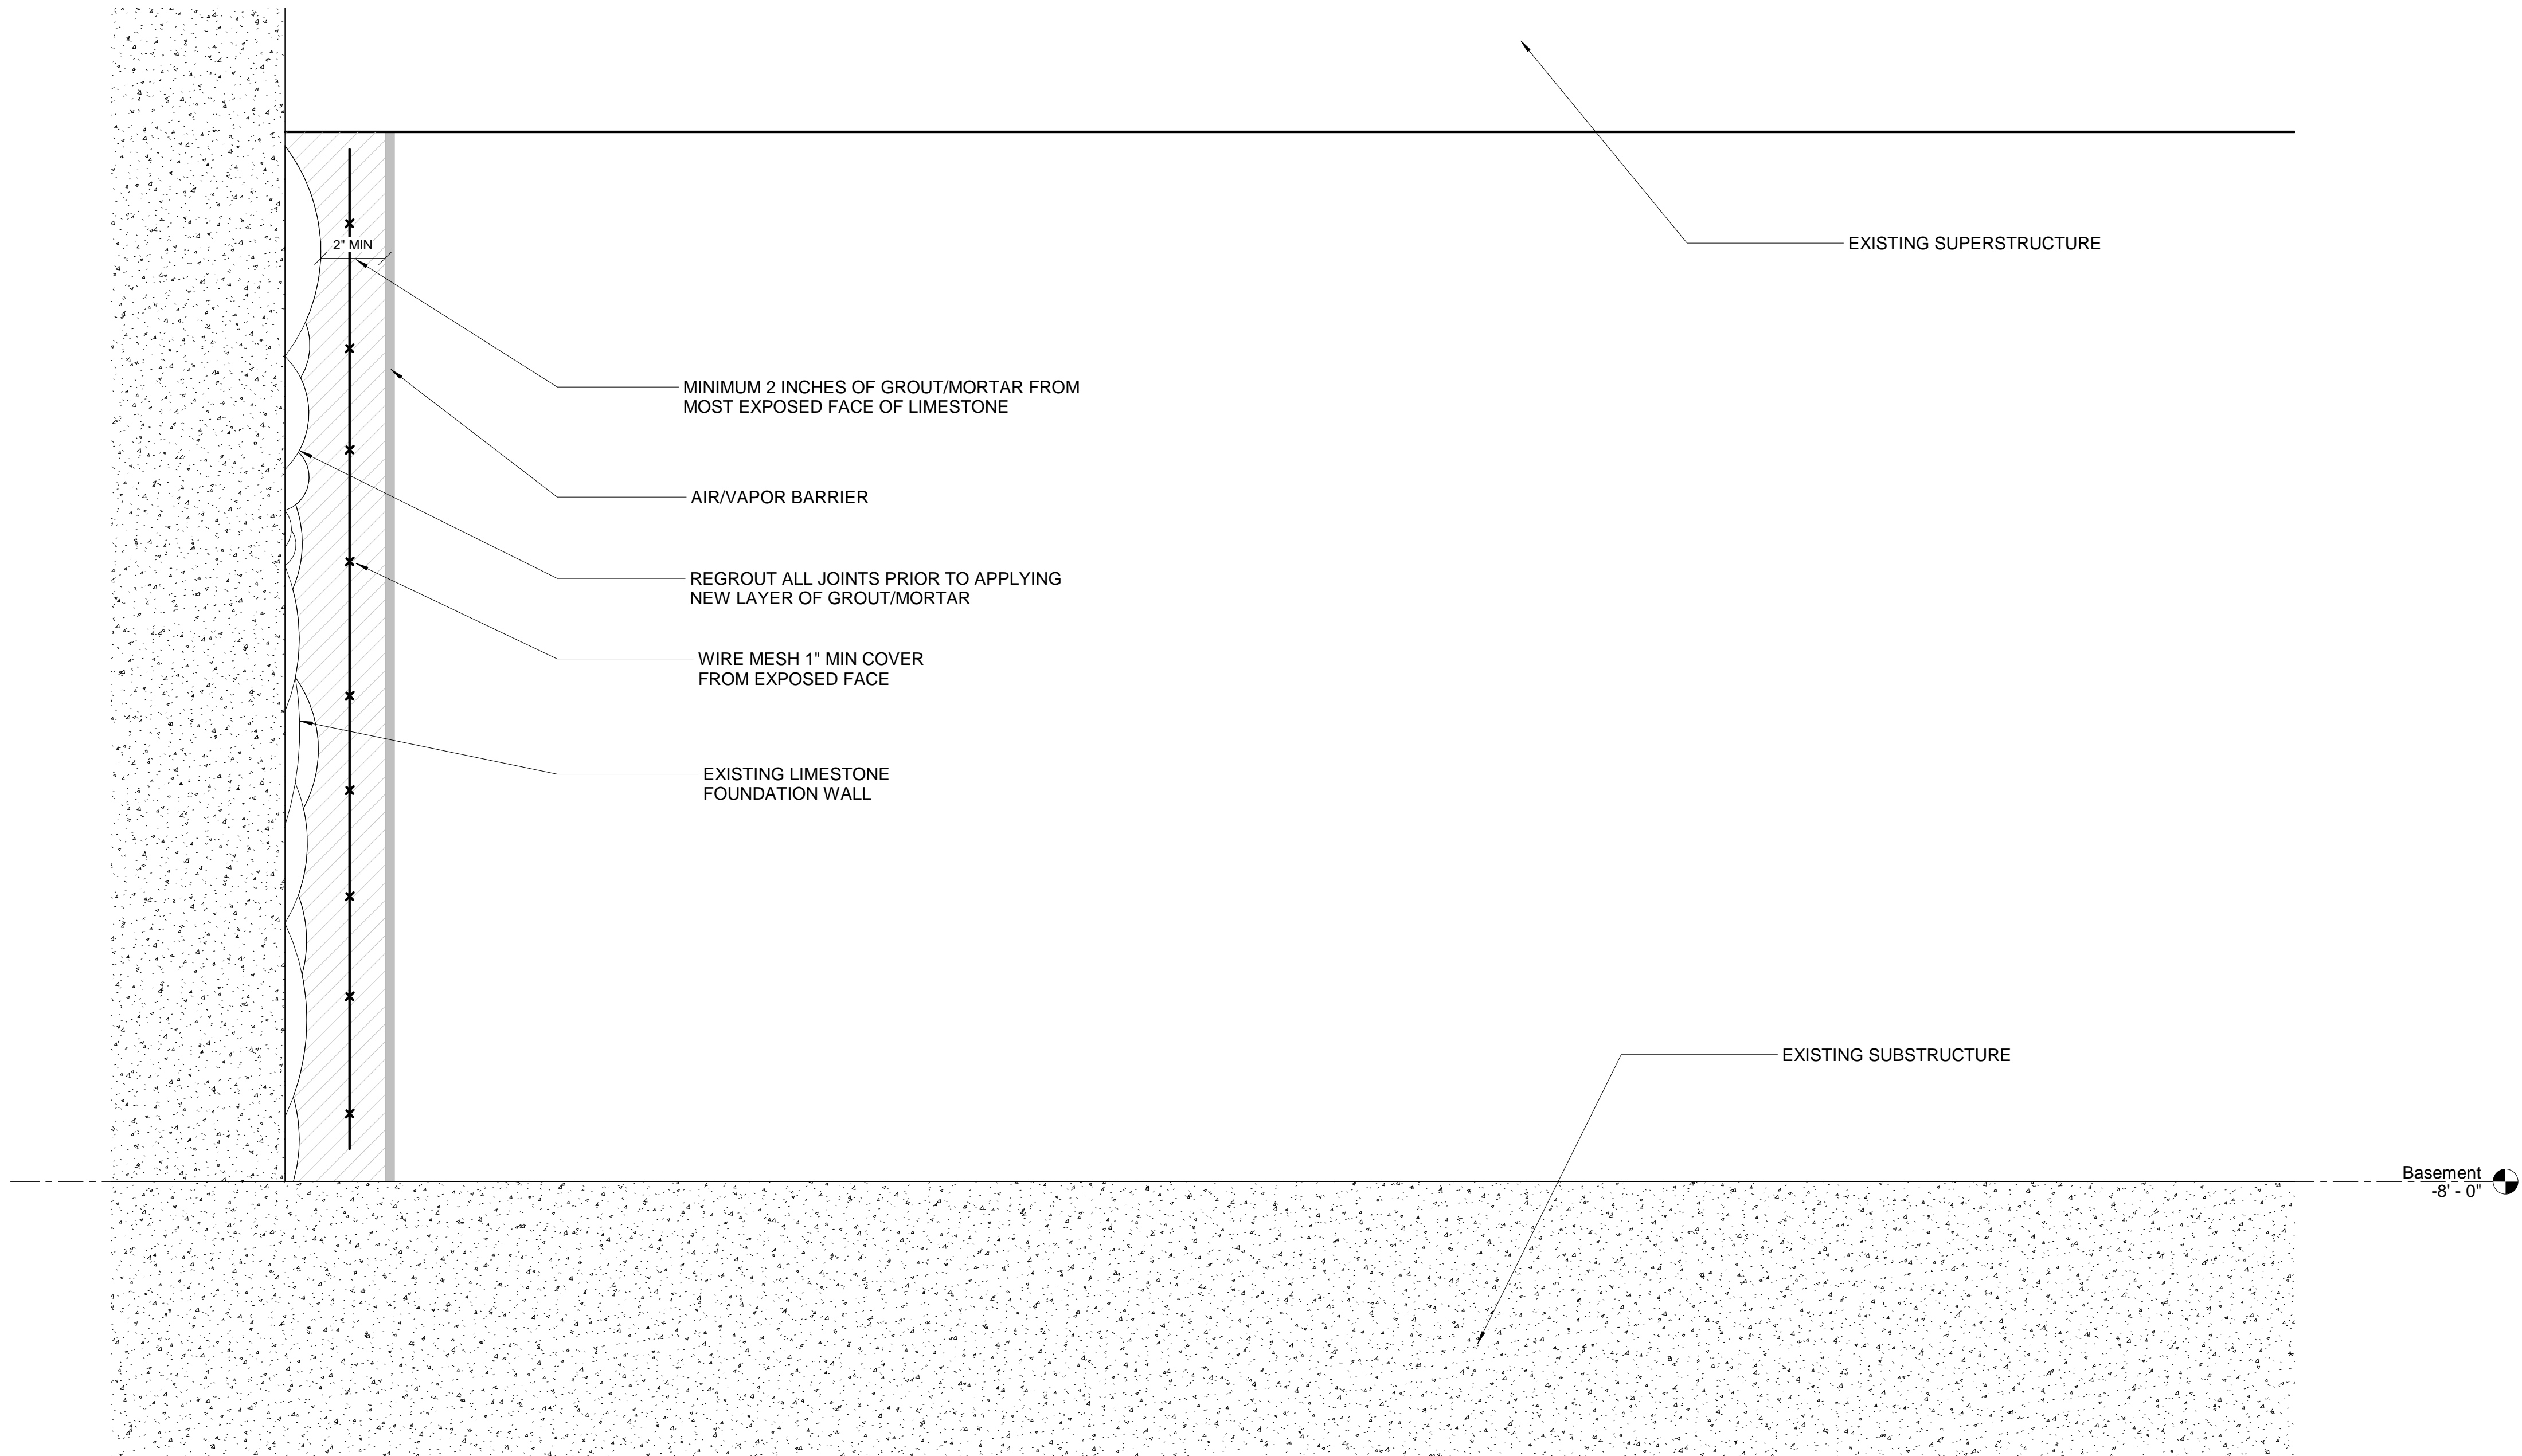 2" MIN
EXISTING SUPERSTRUCTURE
MINIMUM 2 INCHES OF GROUT/MORTAR FROM
MOST EXPOSED FACE OF LIMESTONE
AIR/VAPOR BARRIER
REGROUT ALL JOINTS PRIOR TO APPLYING
NEW LAYER OF GROUT/MORTAR
WIRE MESH 1" MIN COVER
FROM EXPOSED FACE
EXISTING LIMESTONE
FOUNDATION WALL
EXISTING SUBSTRUCTURE
Basement
-8' - 0"